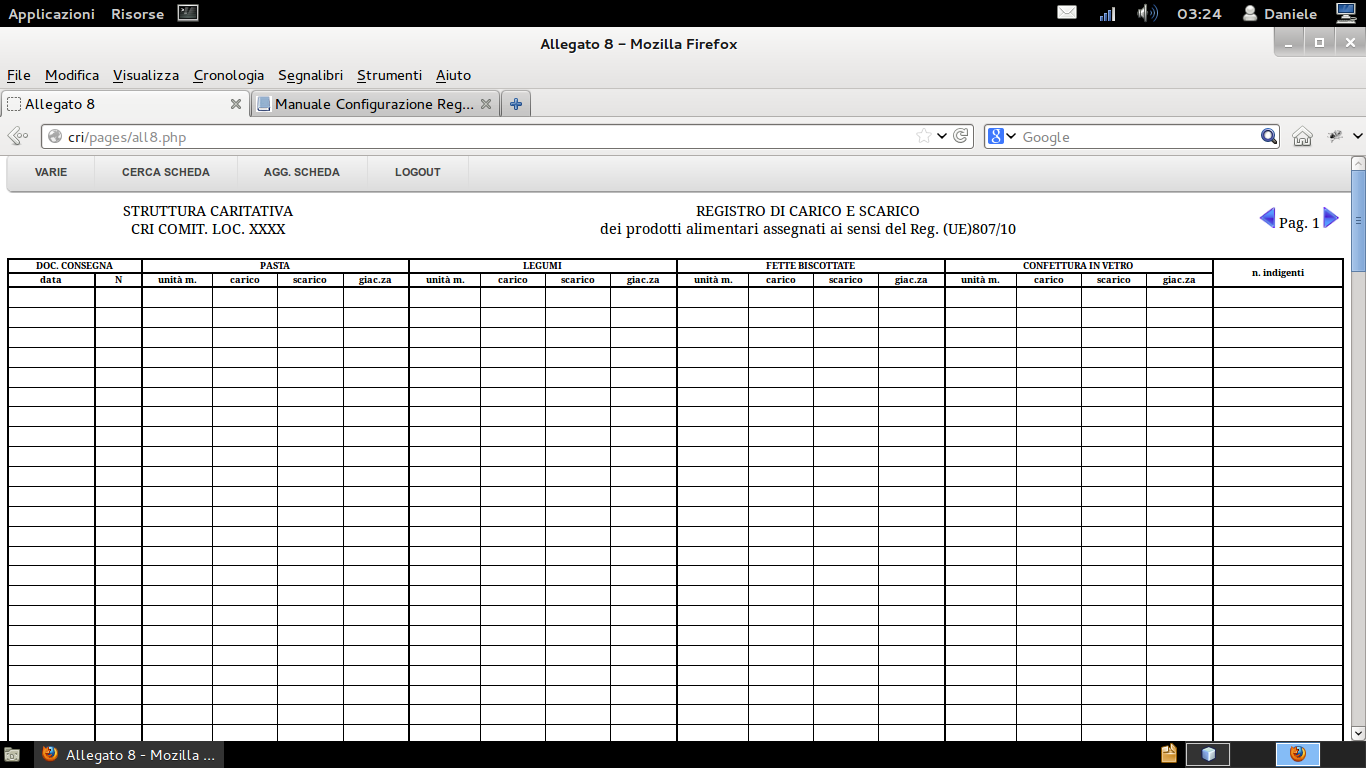 Applicazioni Risorse 03:24 Daniele
Allegato 8 – Mozilla Firefox
File Modifica Visualizza Cronologia Segnalibri Strumenti Aiuto
Allegato 8 Manuale Configurazione Reg...
cri/pages/all8.php Google
VARIE CERCA SCHEDA AGG. SCHEDA LOGOUT
STRUTTURA CARITATIVA REGISTRO DI CARICO E SCARICO
CRI COMIT. LOC. XXXX dei prodotti alimentari assegnati ai sensi del Reg. (UE)807/10 Pag. 1
DOC. CONSEGNA PASTA LEGUMI FETTE BISCOTTATE CONFETTURA IN VETRO n. indigenti
data N unità m. carico scarico giac.za unità m. carico scarico giac.za unità m. carico scarico giac.za unità m. carico scarico giac.za
Allegato 8 - Mozilla ...